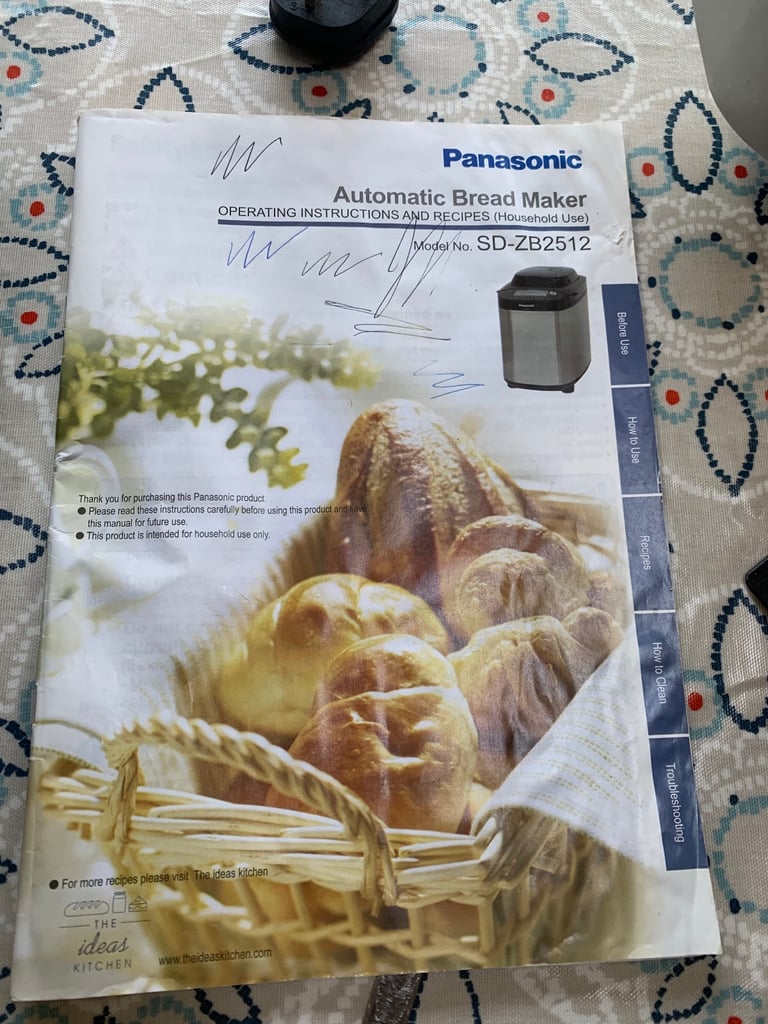 Panasonic
Automatic Bread Maker
OPERATING INSTRUCTIONS AND RECIPES (Household Use)
Model No. SD-ZB2512
Before Use
How to Use
Recipes
How to Clean
Troubleshooting
Thank you for purchasing this Panasonic product.
● Please read these instructions carefully before using this product and save
this manual for future use.
● This product is intended for household use only.
● For more recipes please visit The ideas kitchen
THE
ideas
KITCHEN
www.theideaskitchen.com